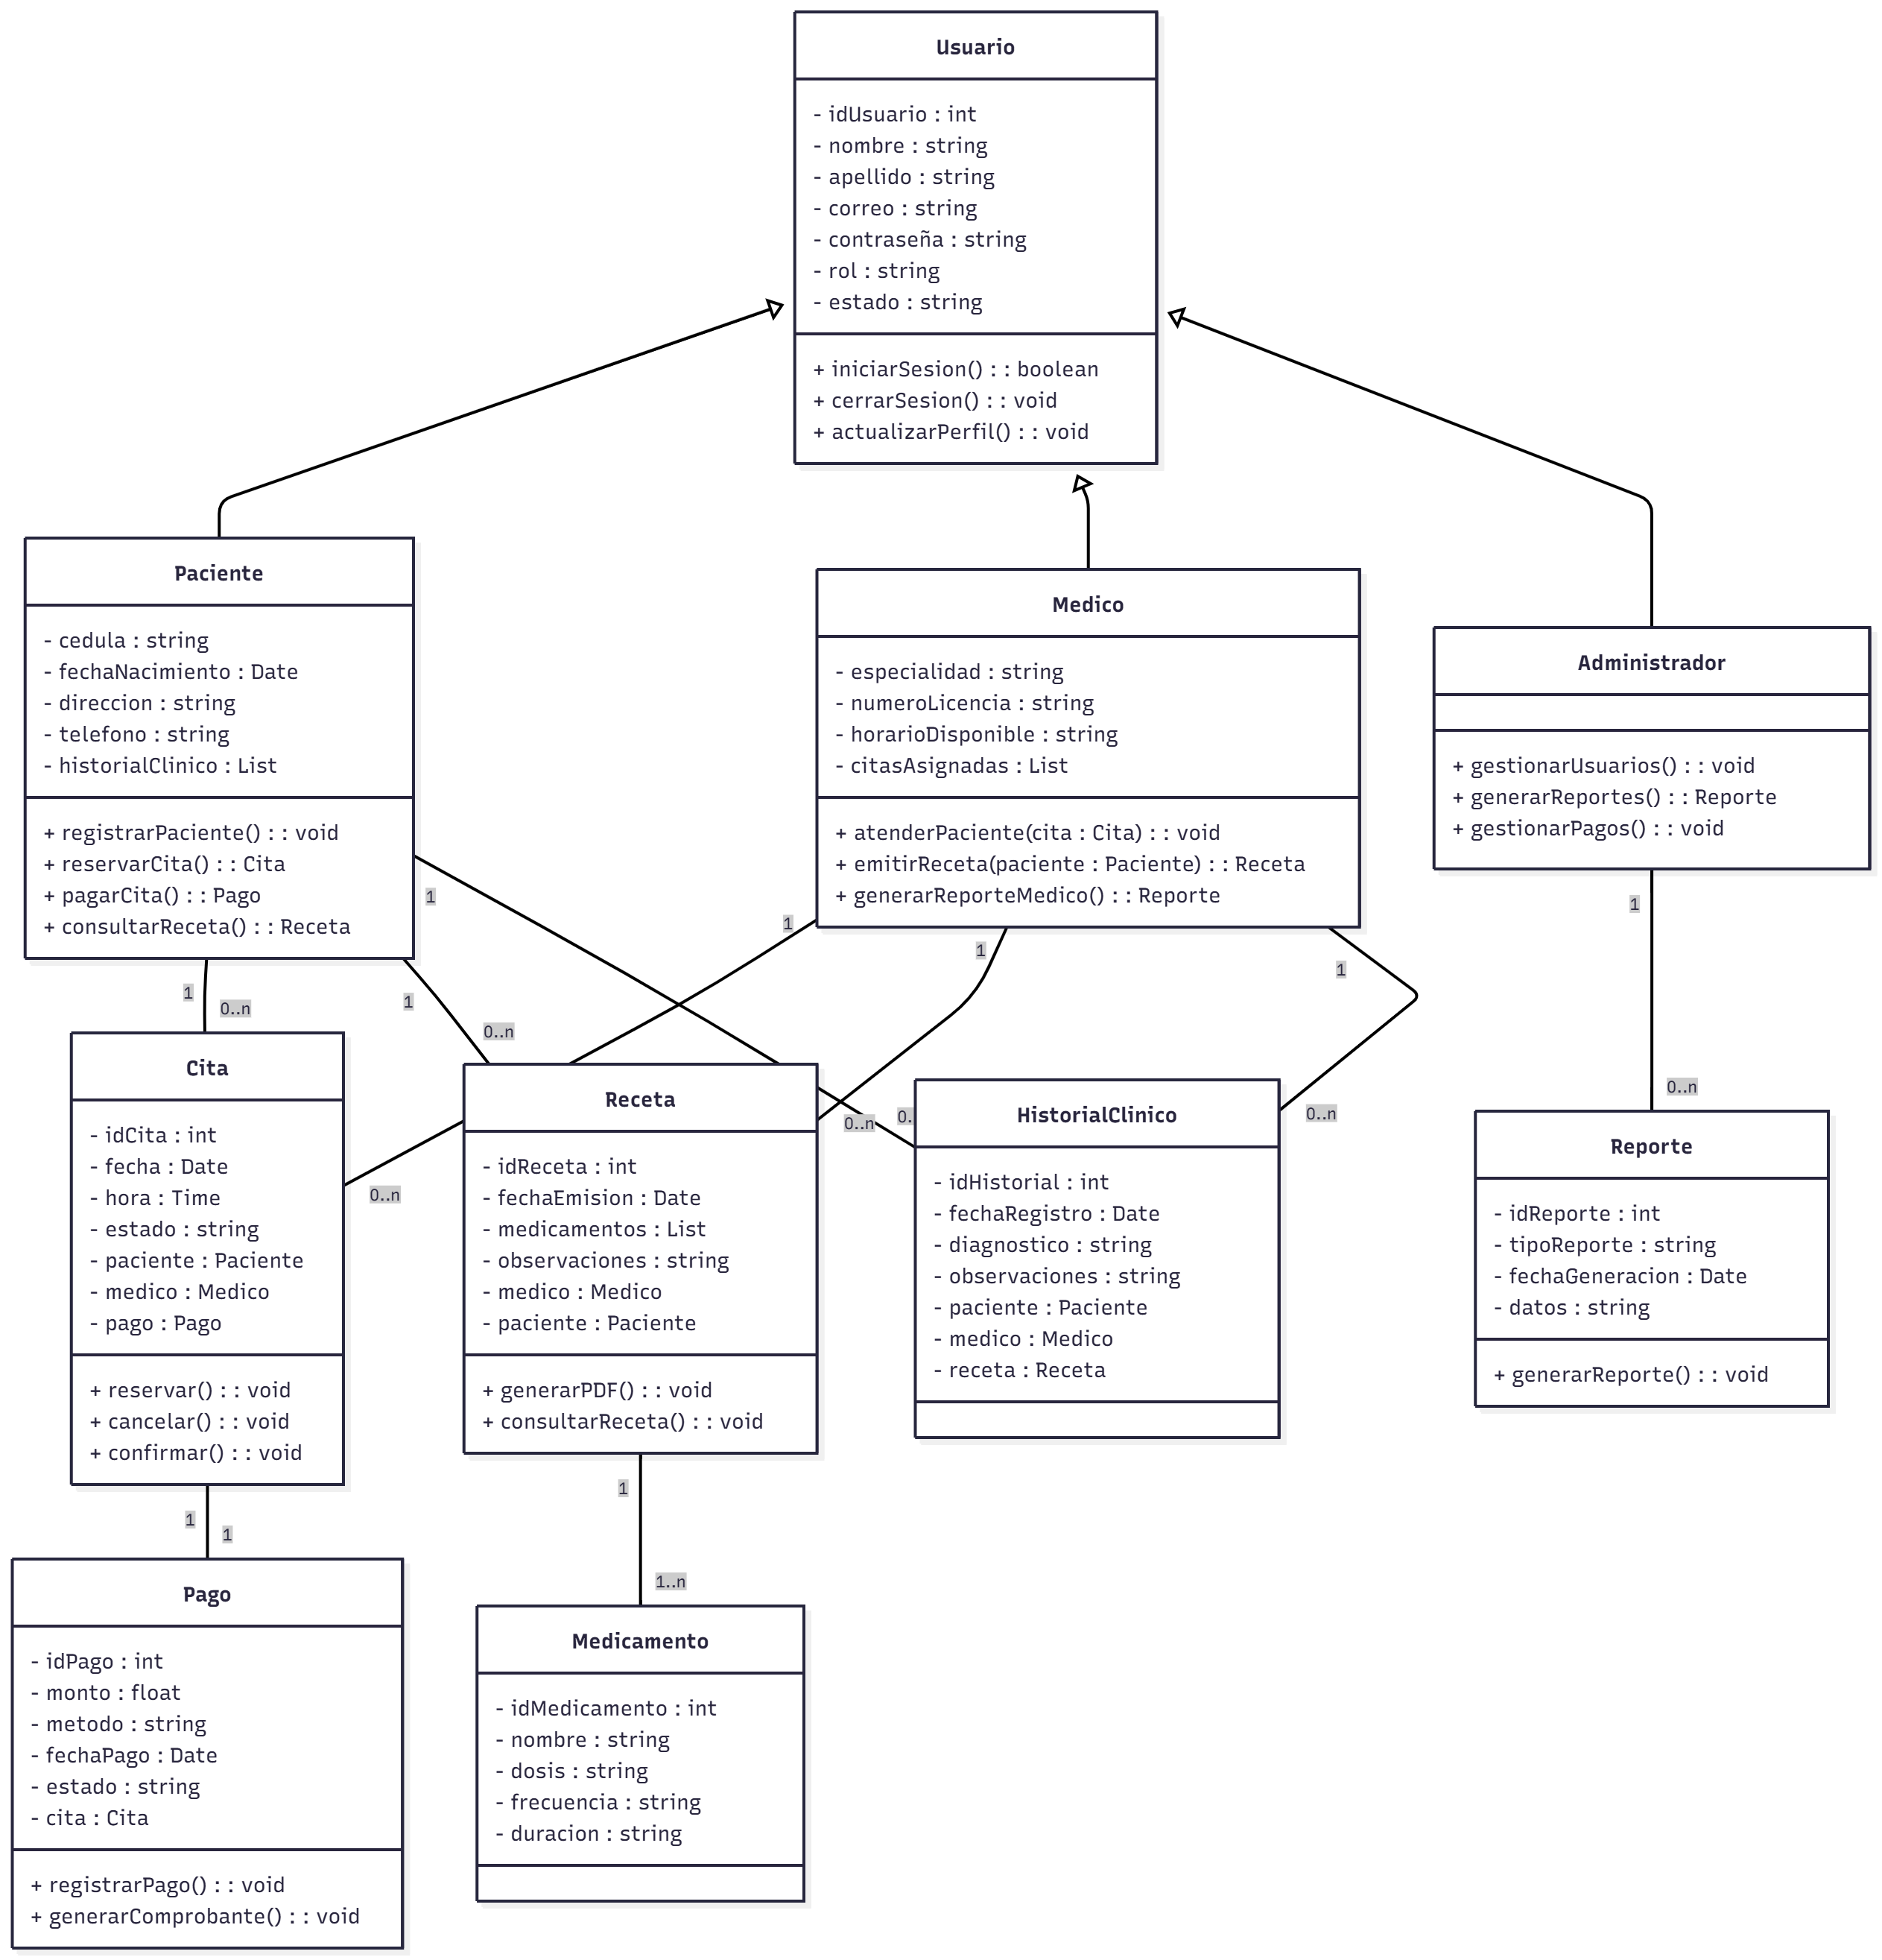 Usuario
- idUsuario : int
- nombre : string
- apellido : string
- correo : string
- contraseña : string
- rol : string
- estado : string
+ iniciarSesion() : : boolean
+ cerrarSesion() : : void
+ actualizarPerfil() : : void
Paciente
- cedula : string
- fechaNacimiento : Date
- direccion : string
- telefono : string
- historialClinico : List
+ registrarPaciente() : : void
+ reservarCita() : : Cita
+ pagarCita() : : Pago
+ consultarReceta() : : Receta
Medico
- especialidad : string
- numeroLicencia : string
- horarioDisponible : string
- citasAsignadas : List
+ atenderPaciente(cita : Cita) : : void
+ emitirReceta(paciente : Paciente) : : Receta
+ generarReporteMedico() : : Reporte
Administrador
+ gestionarUsuarios() : : void
+ generarReportes() : : Reporte
+ gestionarPagos() : : void
1
1
1
1
1
1
1
0..n
0..n
0..n
0..n
0..
0..n
0..n
Cita
- idCita : int
- fecha : Date
- hora : Time
- estado : string
- paciente : Paciente
- medico : Medico
- pago : Pago
+ reservar() : : void
+ cancelar() : : void
+ confirmar() : : void
Receta
- idReceta : int
- fechaEmision : Date
- medicamentos : List
- observaciones : string
- medico : Medico
- paciente : Paciente
+ generarPDF() : : void
+ consultarReceta() : : void
HistorialClinico
- idHistorial : int
- fechaRegistro : Date
- diagnostico : string
- observaciones : string
- paciente : Paciente
- medico : Medico
- receta : Receta
Reporte
- idReporte : int
- tipoReporte : string
- fechaGeneracion : Date
- datos : string
+ generarReporte() : : void
1
1
1
1..n
Pago
- idPago : int
- monto : float
- metodo : string
- fechaPago : Date
- estado : string
- cita : Cita
+ registrarPago() : : void
+ generarComprobante() : : void
Medicamento
- idMedicamento : int
- nombre : string
- dosis : string
- frecuencia : string
- duracion : string